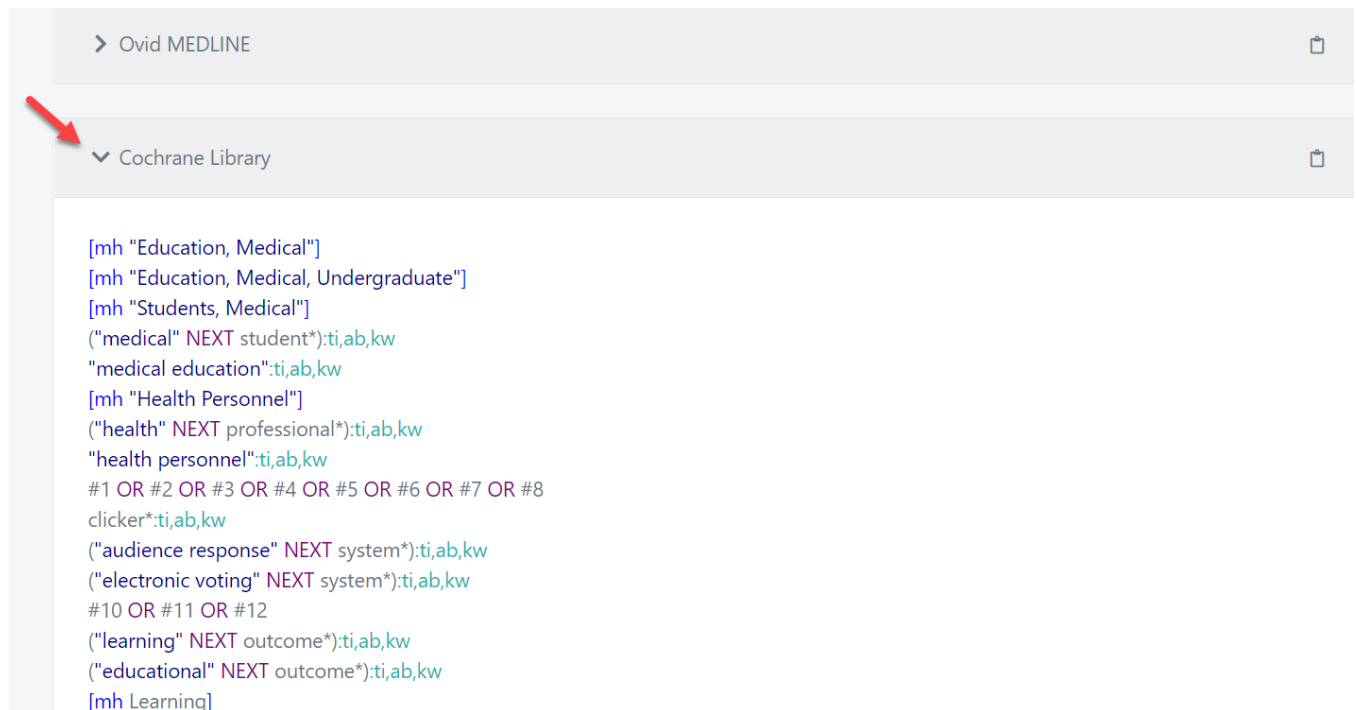 Ovid MEDLINE
Cochrane Library
[mh "Education, Medical"]
[mh "Education, Medical, Undergraduate"]
[mh "Students, Medical"]
("medical" NEXT student*):ti,ab,kw
"medical education":ti,ab,kw
[mh "Health Personnel"]
("health" NEXT professional*):ti,ab,kw
"health personnel":ti,ab,kw
#1 OR #2 OR #3 OR #4 OR #5 OR #6 OR #7 OR #8
clicker*:ti,ab,kw
("audience response" NEXT system*):ti,ab,kw
("electronic voting" NEXT system*):ti,ab,kw
#10 OR #11 OR #12
("learning" NEXT outcome*):ti,ab,kw
("educational" NEXT outcome*):ti,ab,kw
[mh Learning]